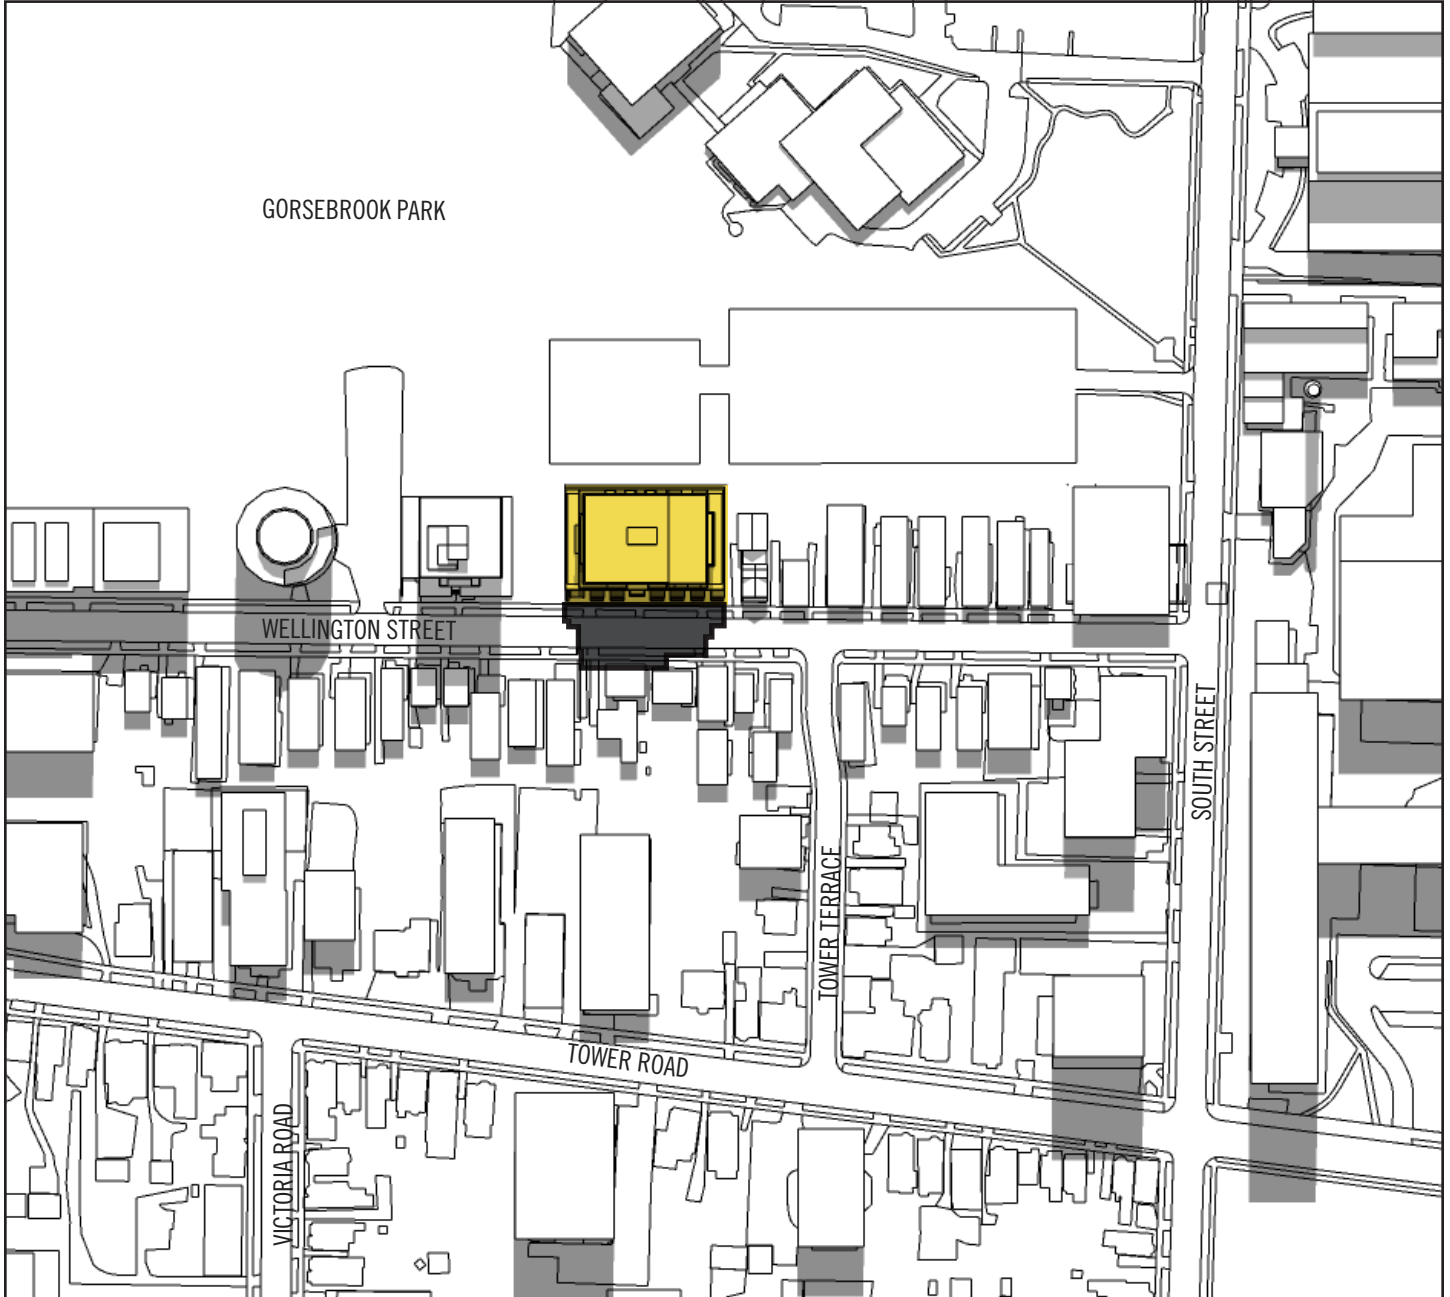 GORSEBROOK PARK
WELLINGTON STREET
SOUTH STREET
TOWER TERRACE
TOWER ROAD
VICTORIA ROAD